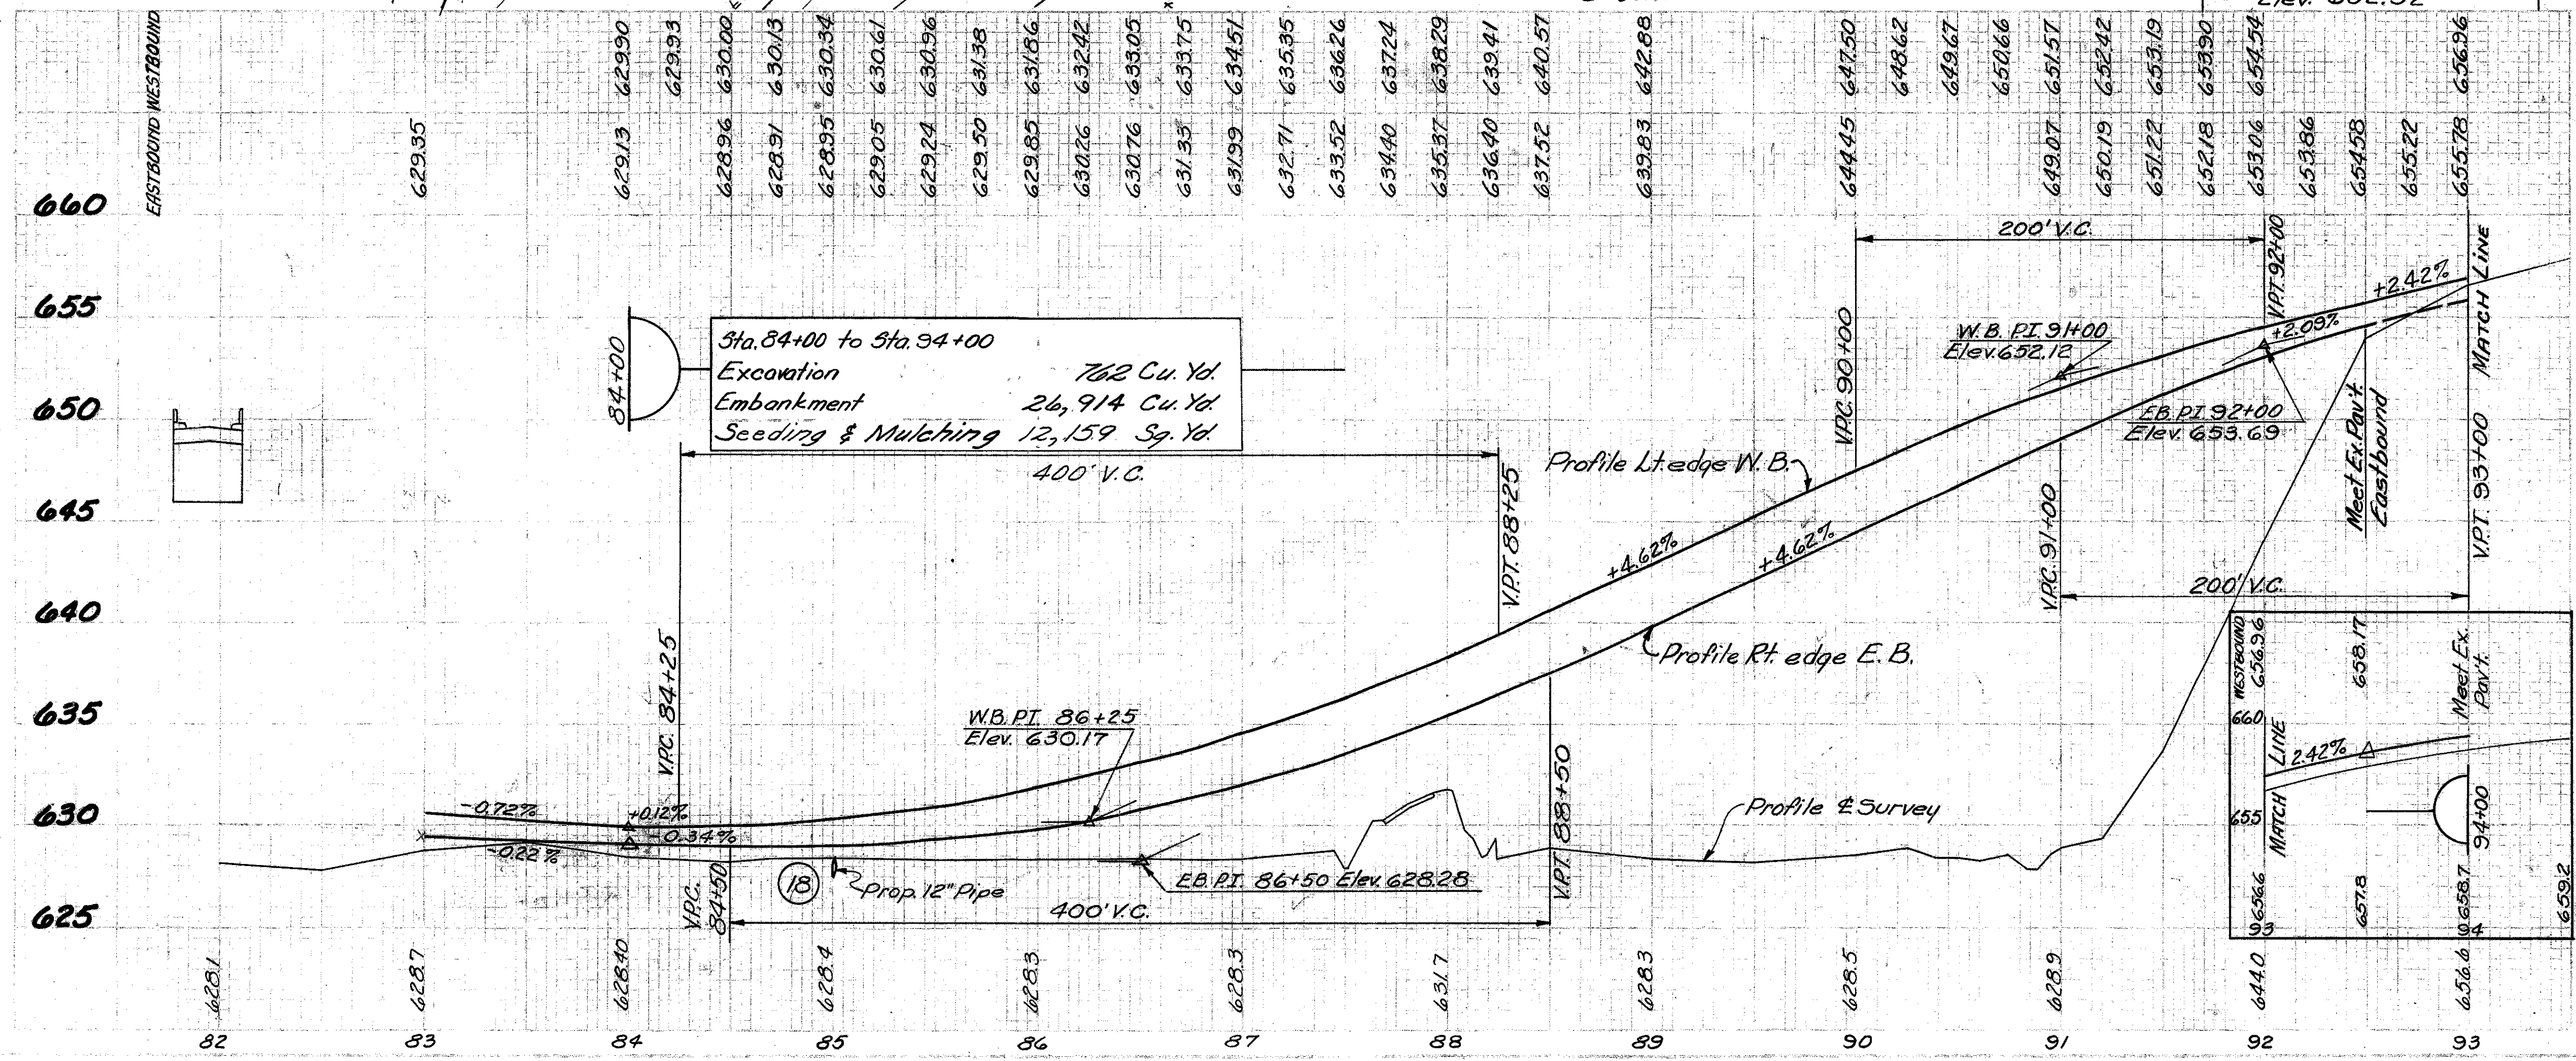 Elev. 652.52
EASTBOUND WESTBOUND
629.90 629.93 630.00 630.13 630.34 630.61 630.96 631.38 631.86 632.42 633.05 633.75 634.51 635.35 636.26 637.24 638.29 639.41 640.57 642.88 647.50 648.62 649.67 650.66 651.57 652.42 653.19 653.90 654.54 656.96
629.35 629.13 628.96 628.91 628.95 629.05 629.24 629.50 629.85 630.26 630.76 631.33 631.99 632.71 633.52 634.40 635.37 636.40 637.52 639.83 644.45 649.07 650.19 651.22 652.18 653.06 653.86 654.58 655.22 655.78
660
655
650
645
640
635
630
625
84+00
Sta. 84+00 to Sta. 94+00
Excavation 762 Cu. Yd.
Embankment 26,914 Cu. Yd.
Seeding & Mulching 12,159 Sq. Yd.
400' V.C.
V.P.C. 84+25
V.P.T. 88+25
200' V.C.
V.P.C. 90+00
V.P.T. 92+00
+2.42%
+2.09%
MATCH LINE
W.B. P.I. 91+00
Elev. 652.12
E.B. P.I. 92+00
Elev. 653.69
Meet Ex. Pav't.
Eastbound
V.P.T. 93+00
V.P.C. 91+00
200' V.C.
Profile Lt. edge W.B.
+4.62%
+4.62%
Profile Rt. edge E.B.
W.B. P.I. 86+25
Elev. 630.17
-0.72%
+0.12%
-0.34%
-0.22%
18
Prop. 12" Pipe
E.B. P.I. 86+50 Elev. 628.28
V.P.C.
84+50
400' V.C.
V.P.T. 88+50
Profile ℄ Survey
WESTBOUND
656.96
658.17
660
MATCH LINE
655
2.42%
Meet Ex.
Pav't.
94+00
656.6 657.8 658.7 659.2
93 94
628.1 628.7 628.40 628.4 628.3 628.3 631.7 628.3 628.5 628.9 644.0 656.6
82 83 84 85 86 87 88 89 90 91 92 93